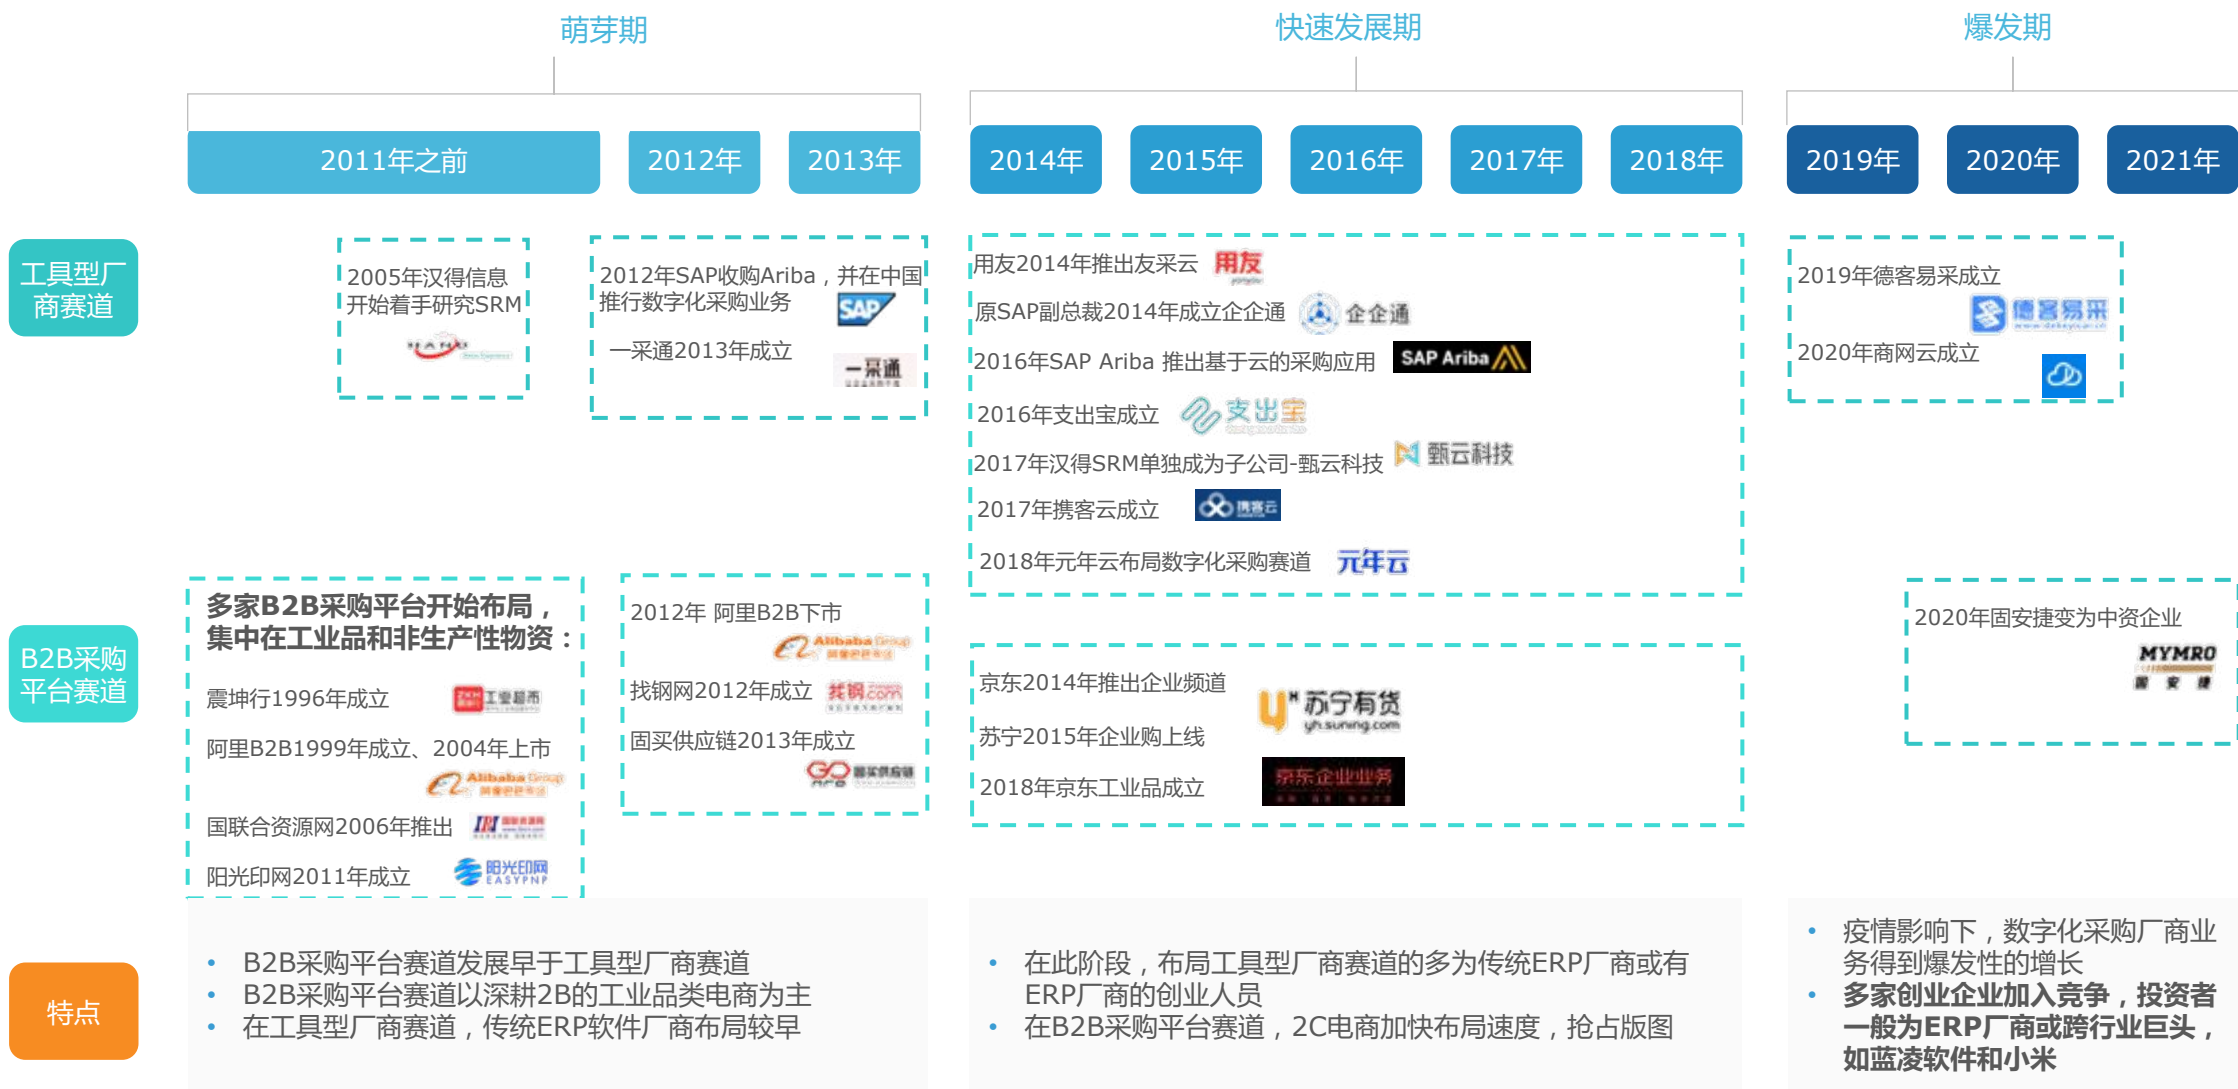 萌芽期
快速发展期
爆发期
2011年之前
2012年
2013年
2014年
2015年
2016年
2017年
2018年
2019年
2020年
2021年
工具型厂
商赛道
2005年汉得信息
开始着手研究SRM
HAND
2012年SAP收购Ariba，并在中国
推行数字化采购业务
SAP
一采通2013年成立
一采通
用友2014年推出友采云
用友
yonyou
原SAP副总裁2014年成立企企通
企企通
2016年SAP Ariba 推出基于云的采购应用
SAP Ariba
2016年支出宝成立
支出宝
2017年汉得SRM单独成为子公司-甄云科技
甄云科技
2017年携客云成立
携客云
2018年元年云布局数字化采购赛道
元年云
2019年德客易采成立
德客易采
2020年商网云成立
B2B采购
平台赛道
多家B2B采购平台开始布局，
集中在工业品和非生产性物资：
震坤行1996年成立
工业超市
阿里B2B1999年成立、2004年上市
Alibaba Group
阿里巴巴集团
国联合资源网2006年推出
国联资源网
阳光印网2011年成立
阳光印网
EASYPNP
2012年 阿里B2B下市
Alibaba Group
阿里巴巴集团
找钢网2012年成立
找钢.com
固买供应链2013年成立
固买供应链
京东2014年推出企业频道
苏宁有货
yh.suning.com
苏宁2015年企业购上线
2018年京东工业品成立
京东企业业务
2020年固安捷变为中资企业
MYMRO
固安捷
特点
• B2B采购平台赛道发展早于工具型厂商赛道
• B2B采购平台赛道以深耕2B的工业品类电商为主
• 在工具型厂商赛道，传统ERP软件厂商布局较早
• 在此阶段，布局工具型厂商赛道的多为传统ERP厂商或有
ERP厂商的创业人员
• 在B2B采购平台赛道，2C电商加快布局速度，抢占版图
• 疫情影响下，数字化采购厂商业
务得到爆发性的增长
• 多家创业企业加入竞争，投资者
一般为ERP厂商或跨行业巨头，
如蓝凌软件和小米